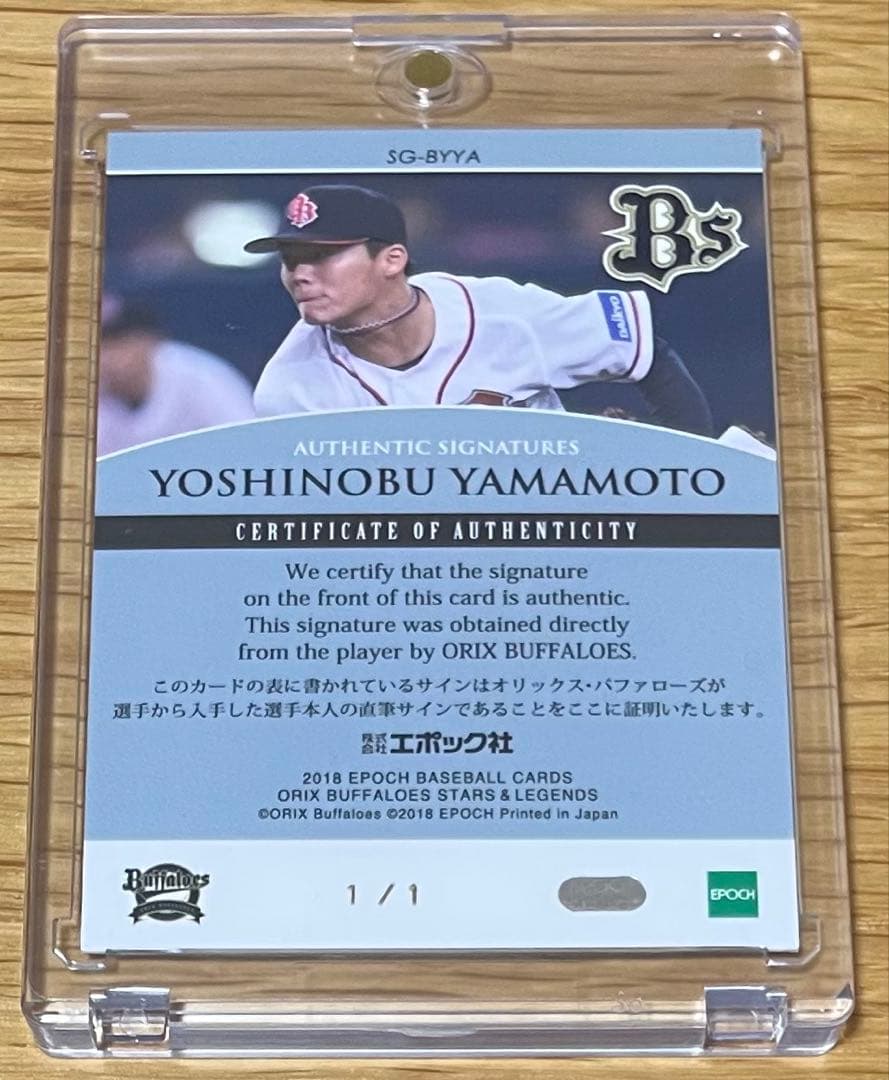 SG-BYYA
Bs
DAIKYO
AUTHENTIC SIGNATURES
YOSHINOBU YAMAMOTO
CERTIFICATE OF AUTHENTICITY
We certify that the signature
on the front of this card is authentic.
This signature was obtained directly
from the player by ORIX BUFFALOES.
このカードの表に書かれているサインはオリックス・バファローズが
選手から入手した選手本人の直筆サインであることをここに証明いたします。
株式会社エポック社
2018 EPOCH BASEBALL CARDS
ORIX BUFFALOES STARS & LEGENDS
©ORIX Buffaloes ©2018 EPOCH Printed in Japan
Buffaloes
ORIX BUFFALOES
1 / 1
EPOCH